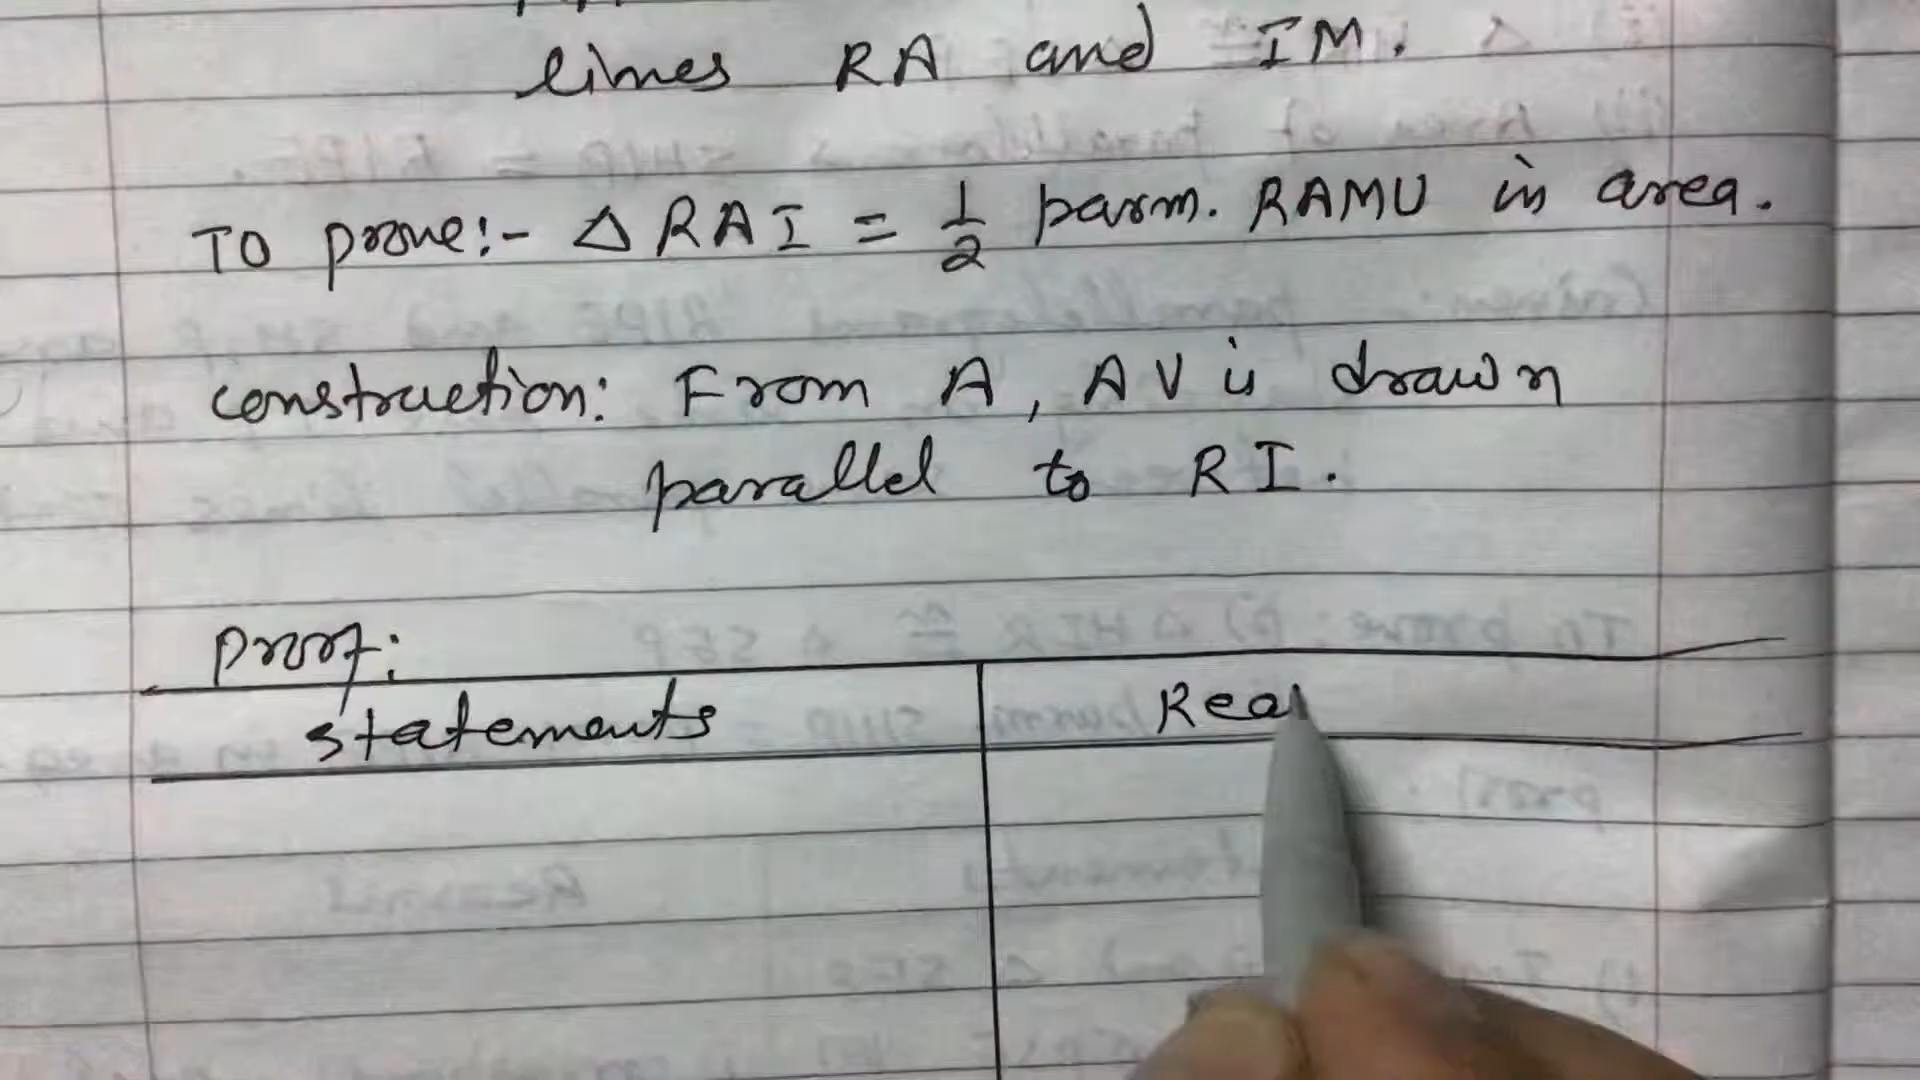 lines RA and IM.
To prove:- △ RAI = 1/2 parm. RAMU in area.
construction: From A, AV is drawn
parallel to RI.
Proof:
statements Rea